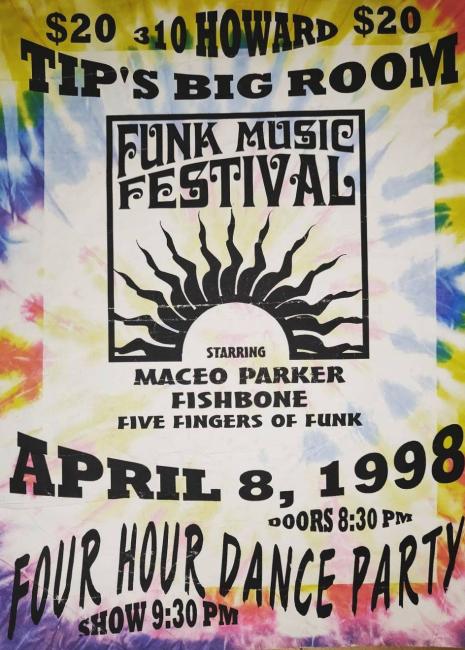 $20 310 HOWARD $20
TIP'S BIG ROOM
FUNK MUSIC
FESTIVAL
STARRING
MACEO PARKER
FISHBONE
FIVE FINGERS OF FUNK
APRIL 8, 1998
DOORS 8:30 PM
FOUR HOUR DANCE PARTY
SHOW 9:30 PM